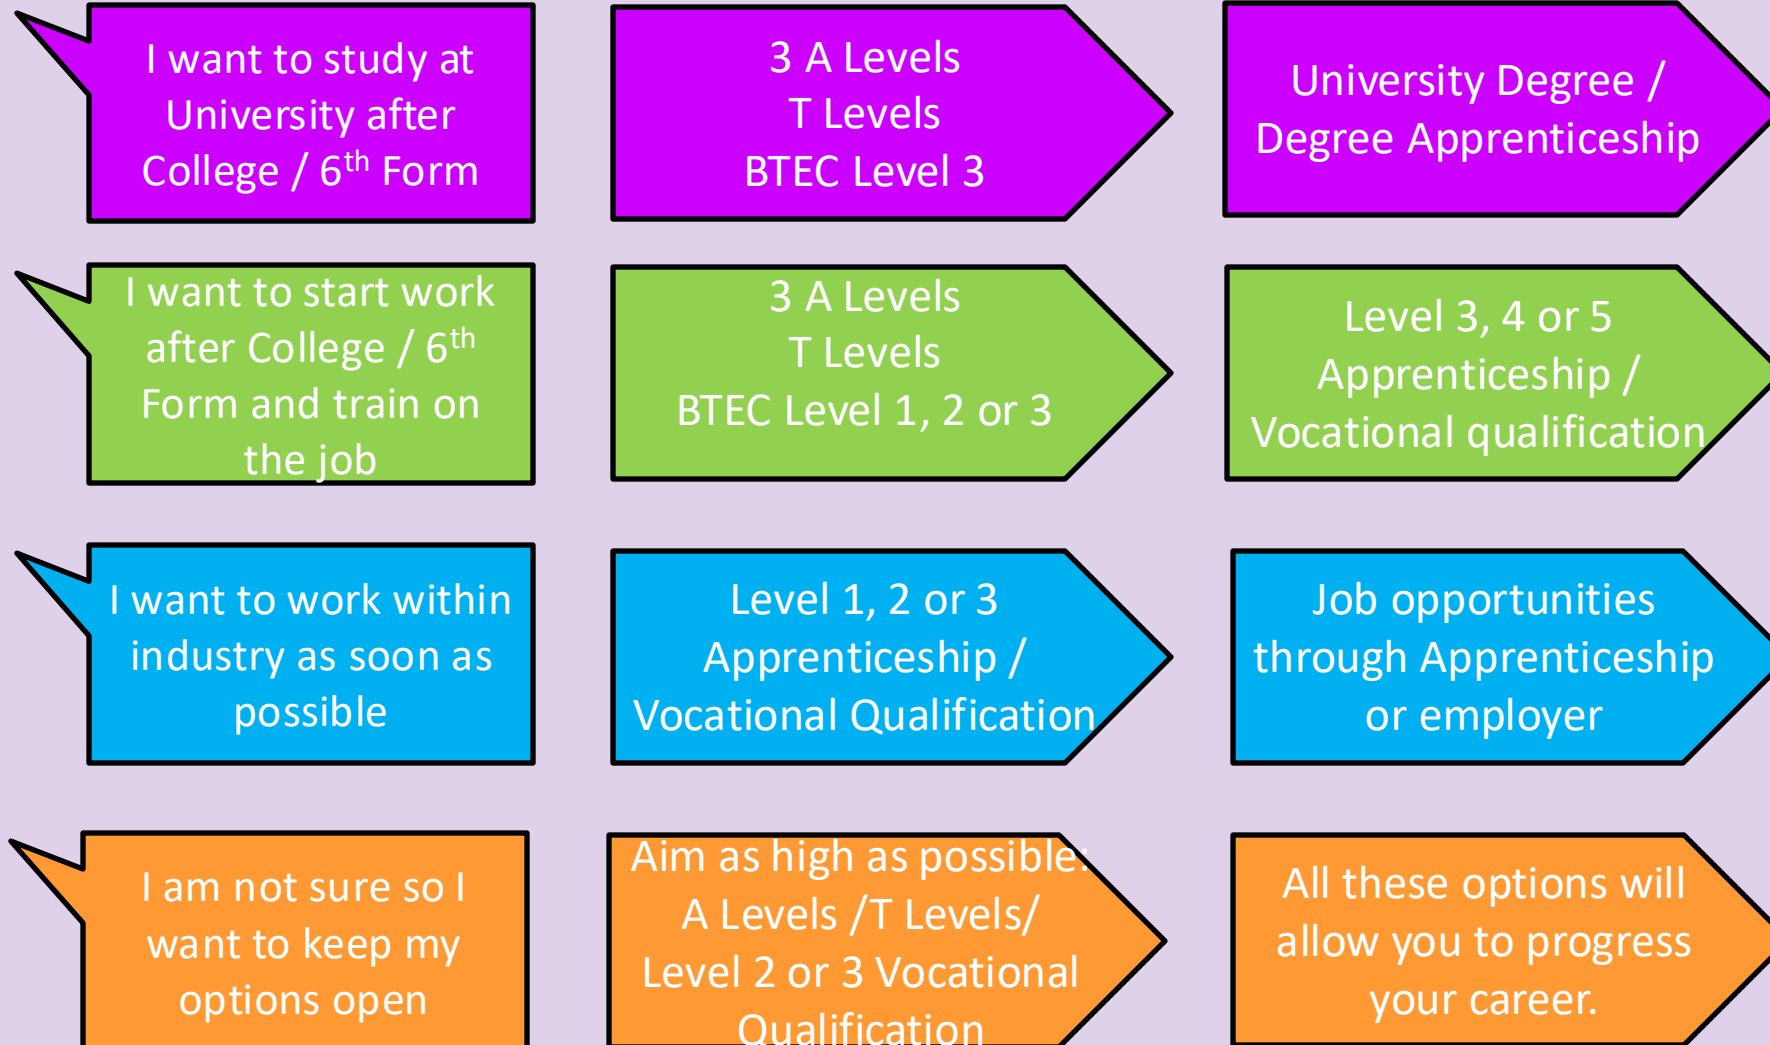 I want to study at
University after
College / 6th Form
3 A Levels
T Levels
BTEC Level 3
University Degree /
Degree Apprenticeship
I want to start work
after College / 6th
Form and train on
the job
3 A Levels
T Levels
BTEC Level 1, 2 or 3
Level 3, 4 or 5
Apprenticeship /
Vocational qualification
I want to work within
industry as soon as
possible
Level 1, 2 or 3
Apprenticeship /
Vocational Qualification
Job opportunities
through Apprenticeship
or employer
I am not sure so I
want to keep my
options open
Aim as high as possible:
A Levels /T Levels/
Level 2 or 3 Vocational
Qualification
All these options will
allow you to progress
your career.